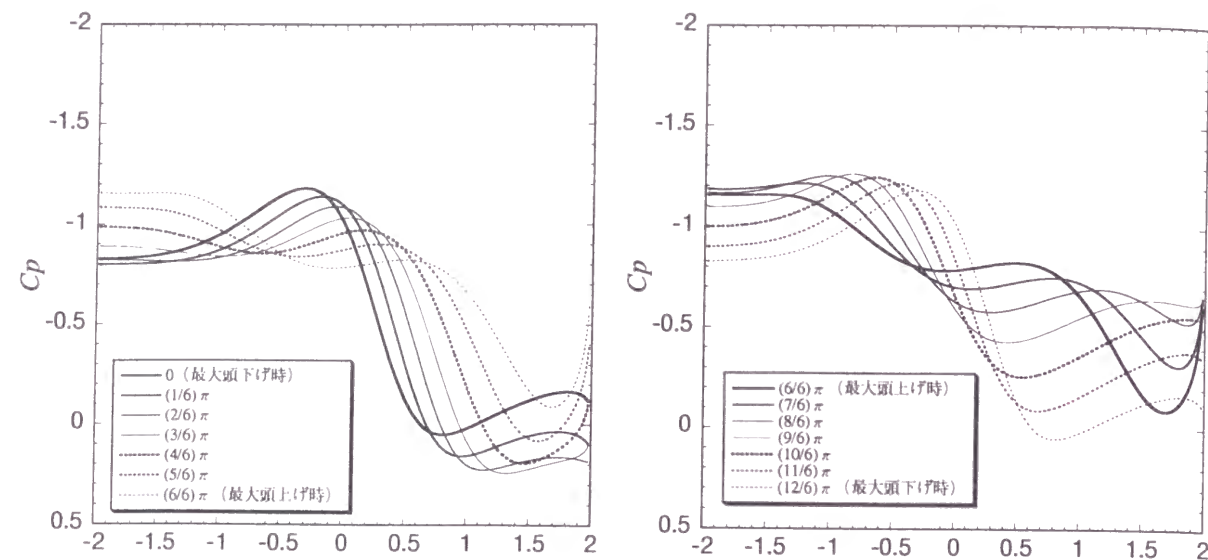 -2
-1.5
-1
-0.5
0
0.5
Cp
0 (最大頭下げ時)
(1/6) π
(2/6) π
(3/6) π
(4/6) π
(5/6) π
(6/6) π (最大頭上げ時)
-2 -1.5 -1 -0.5 0 0.5 1 1.5 2
-2
-1.5
-1
-0.5
0
0.5
Cp
(6/6) π (最大頭上げ時)
(7/6) π
(8/6) π
(9/6) π
(10/6) π
(11/6) π
(12/6) π (最大頭下げ時)
-2 -1.5 -1 -0.5 0 0.5 1 1.5 2